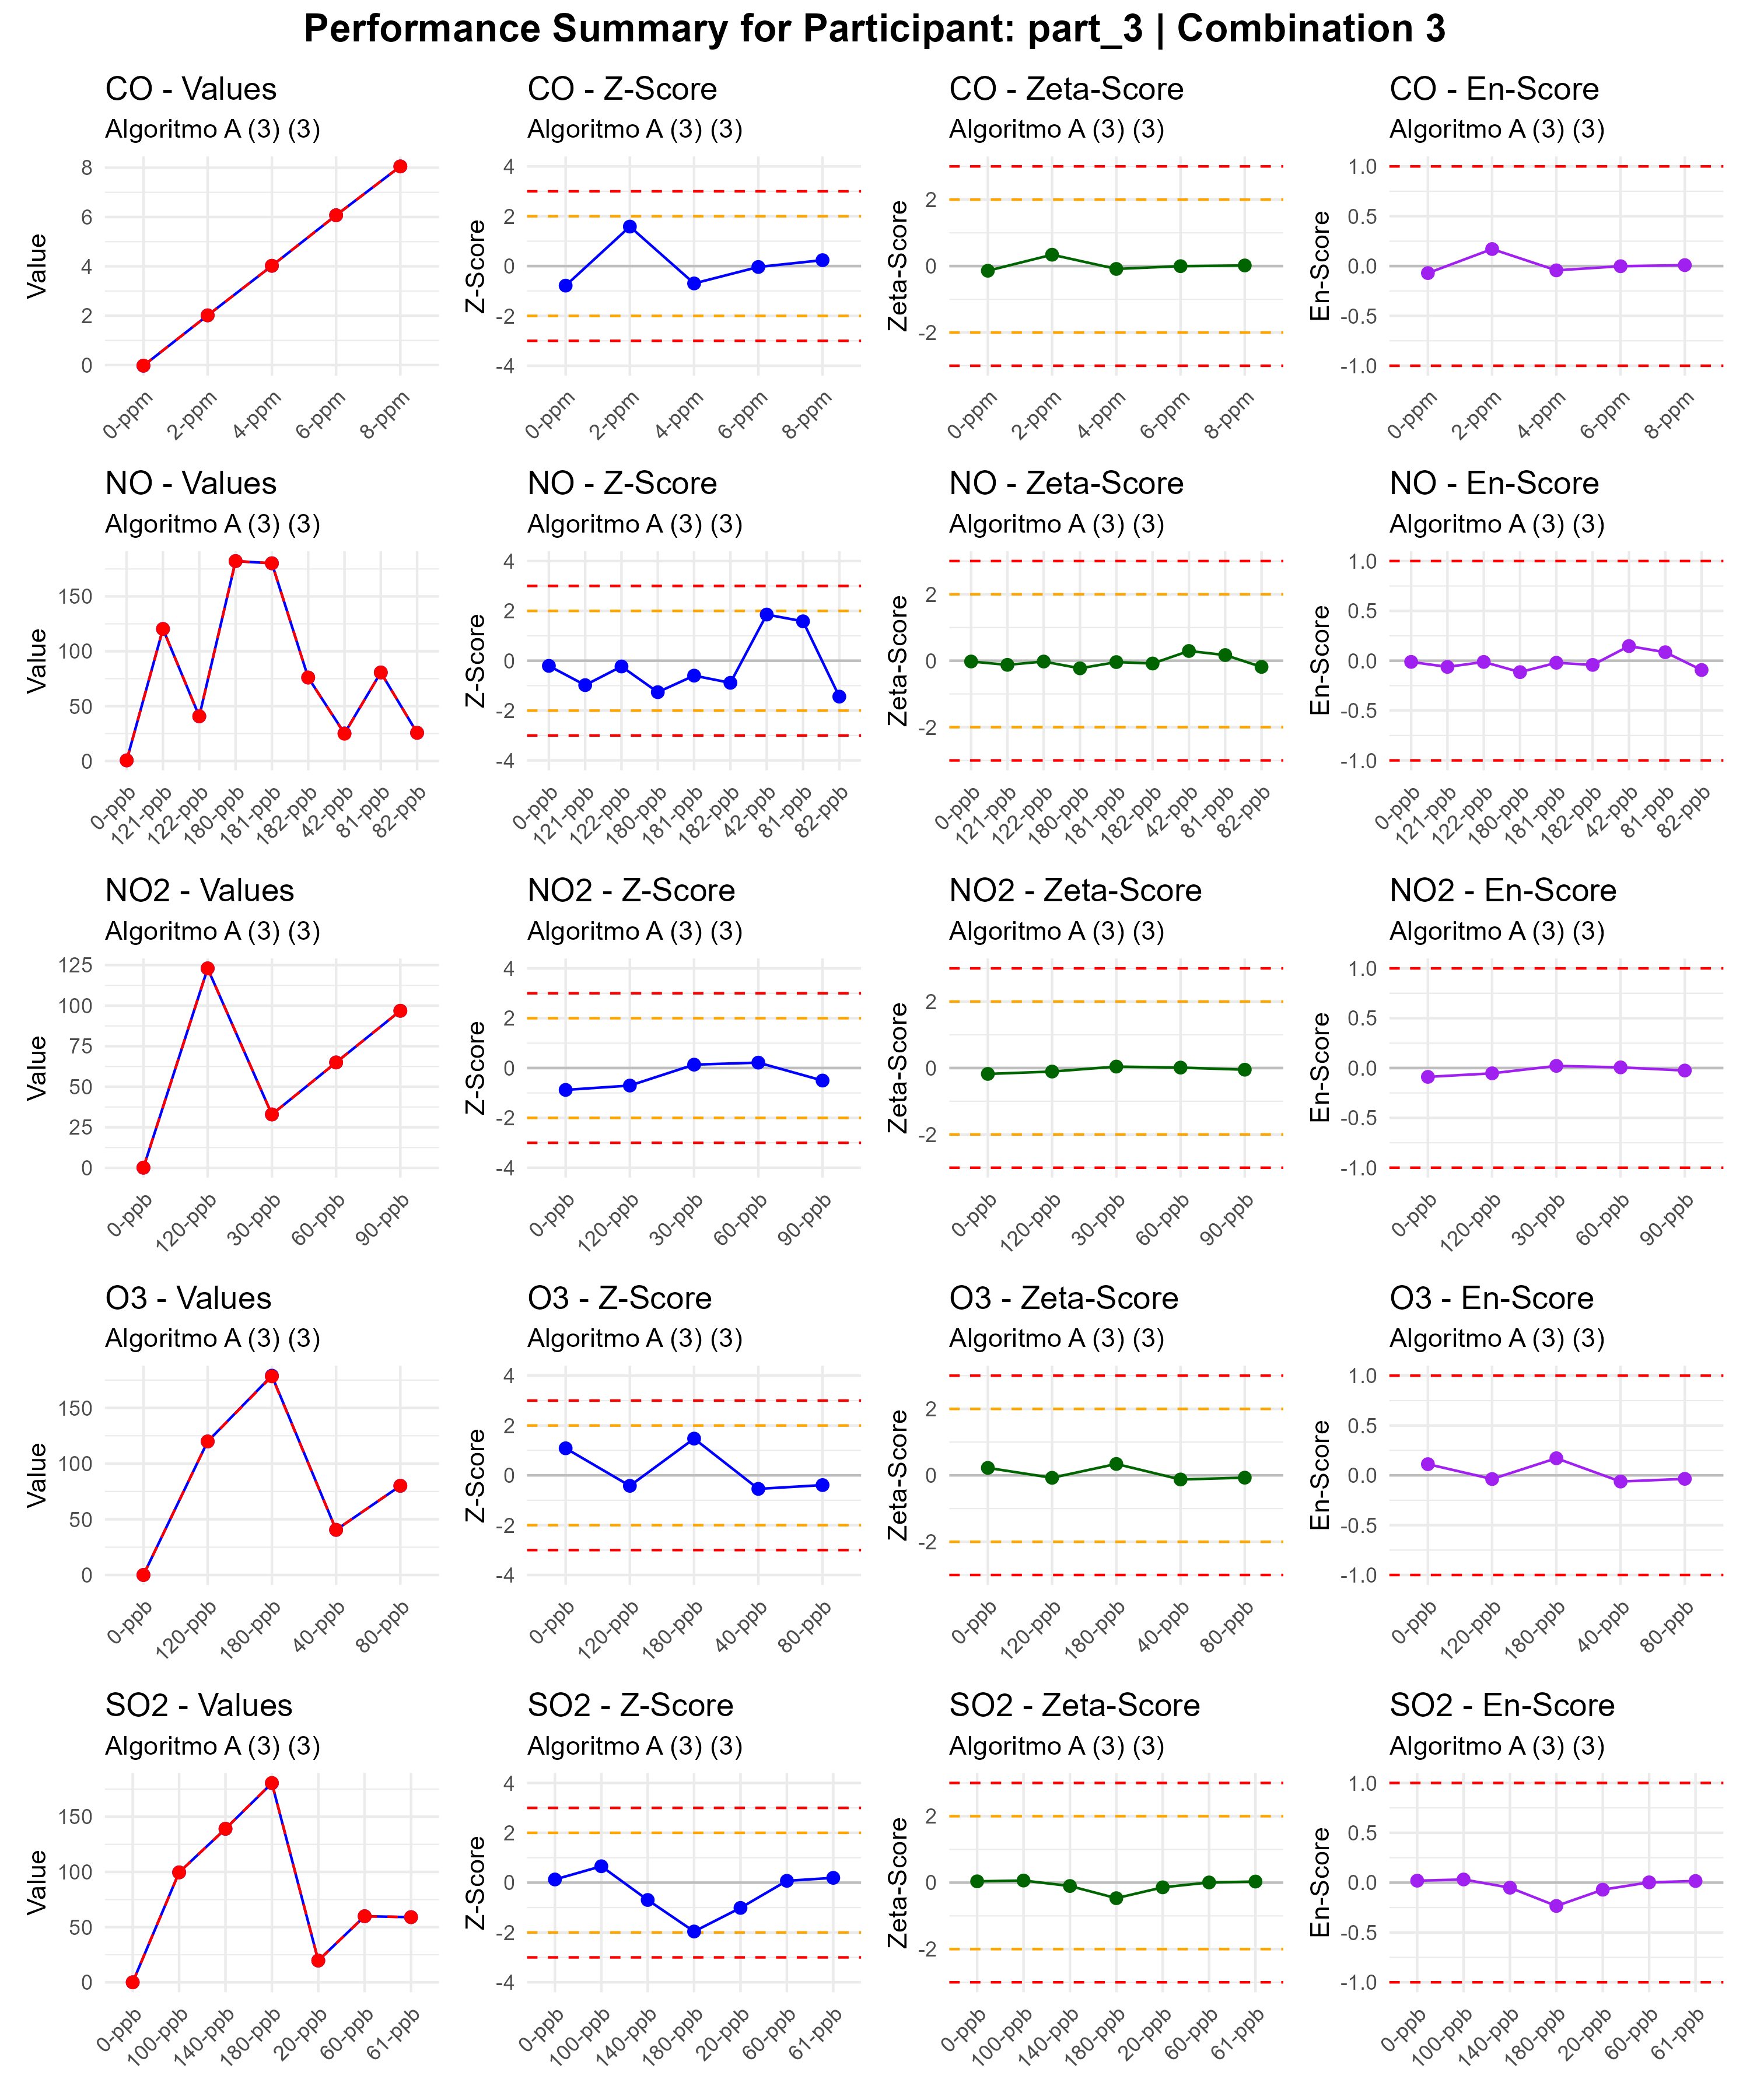 Performance Summary for Participant: part_3 | Combination 3
CO - Values
Algoritmo A (3) (3)
Value
8
6
4
2
0
0-ppm
2-ppm
4-ppm
6-ppm
8-ppm
CO - Z-Score
Algoritmo A (3) (3)
Z-Score
4
2
0
-2
-4
0-ppm
2-ppm
4-ppm
6-ppm
8-ppm
CO - Zeta-Score
Algoritmo A (3) (3)
Zeta-Score
2
0
-2
0-ppm
2-ppm
4-ppm
6-ppm
8-ppm
CO - En-Score
Algoritmo A (3) (3)
En-Score
1.0
0.5
0.0
-0.5
-1.0
0-ppm
2-ppm
4-ppm
6-ppm
8-ppm
NO - Values
Algoritmo A (3) (3)
Value
150
100
50
0
0-ppb
121-ppb
122-ppb
180-ppb
181-ppb
182-ppb
42-ppb
81-ppb
82-ppb
NO - Z-Score
Algoritmo A (3) (3)
Z-Score
4
2
0
-2
-4
0-ppb
121-ppb
122-ppb
180-ppb
181-ppb
182-ppb
42-ppb
81-ppb
82-ppb
NO - Zeta-Score
Algoritmo A (3) (3)
Zeta-Score
2
0
-2
0-ppb
121-ppb
122-ppb
180-ppb
181-ppb
182-ppb
42-ppb
81-ppb
82-ppb
NO - En-Score
Algoritmo A (3) (3)
En-Score
1.0
0.5
0.0
-0.5
-1.0
0-ppb
121-ppb
122-ppb
180-ppb
181-ppb
182-ppb
42-ppb
81-ppb
82-ppb
NO2 - Values
Algoritmo A (3) (3)
Value
125
100
75
50
25
0
0-ppb
120-ppb
30-ppb
60-ppb
90-ppb
NO2 - Z-Score
Algoritmo A (3) (3)
Z-Score
4
2
0
-2
-4
0-ppb
120-ppb
30-ppb
60-ppb
90-ppb
NO2 - Zeta-Score
Algoritmo A (3) (3)
Zeta-Score
2
0
-2
0-ppb
120-ppb
30-ppb
60-ppb
90-ppb
NO2 - En-Score
Algoritmo A (3) (3)
En-Score
1.0
0.5
0.0
-0.5
-1.0
0-ppb
120-ppb
30-ppb
60-ppb
90-ppb
O3 - Values
Algoritmo A (3) (3)
Value
150
100
50
0
0-ppb
120-ppb
180-ppb
40-ppb
80-ppb
O3 - Z-Score
Algoritmo A (3) (3)
Z-Score
4
2
0
-2
-4
0-ppb
120-ppb
180-ppb
40-ppb
80-ppb
O3 - Zeta-Score
Algoritmo A (3) (3)
Zeta-Score
2
0
-2
0-ppb
120-ppb
180-ppb
40-ppb
80-ppb
O3 - En-Score
Algoritmo A (3) (3)
En-Score
1.0
0.5
0.0
-0.5
-1.0
0-ppb
120-ppb
180-ppb
40-ppb
80-ppb
SO2 - Values
Algoritmo A (3) (3)
Value
150
100
50
0
0-ppb
100-ppb
140-ppb
180-ppb
20-ppb
60-ppb
61-ppb
SO2 - Z-Score
Algoritmo A (3) (3)
Z-Score
4
2
0
-2
-4
0-ppb
100-ppb
140-ppb
180-ppb
20-ppb
60-ppb
61-ppb
SO2 - Zeta-Score
Algoritmo A (3) (3)
Zeta-Score
2
0
-2
0-ppb
100-ppb
140-ppb
180-ppb
20-ppb
60-ppb
61-ppb
SO2 - En-Score
Algoritmo A (3) (3)
En-Score
1.0
0.5
0.0
-0.5
-1.0
0-ppb
100-ppb
140-ppb
180-ppb
20-ppb
60-ppb
61-ppb